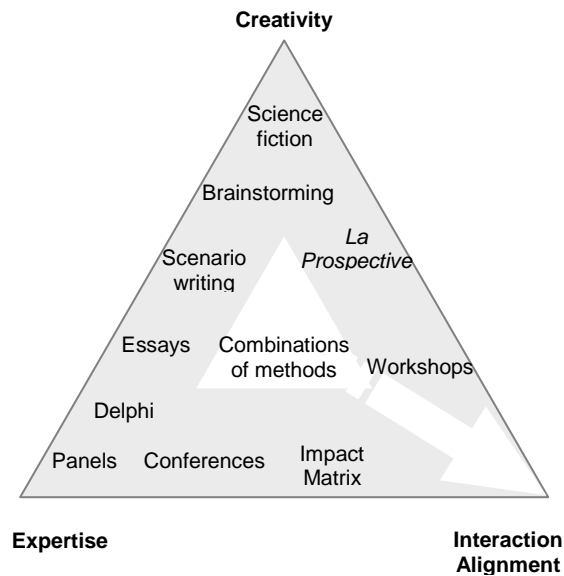 Creativity
Science
fiction
Brainstorming
La
Prospective
Scenario
writing
Essays
Combinations
of methods
Workshops
Delphi
Panels
Conferences
Impact
Matrix
Expertise
Interaction
Alignment